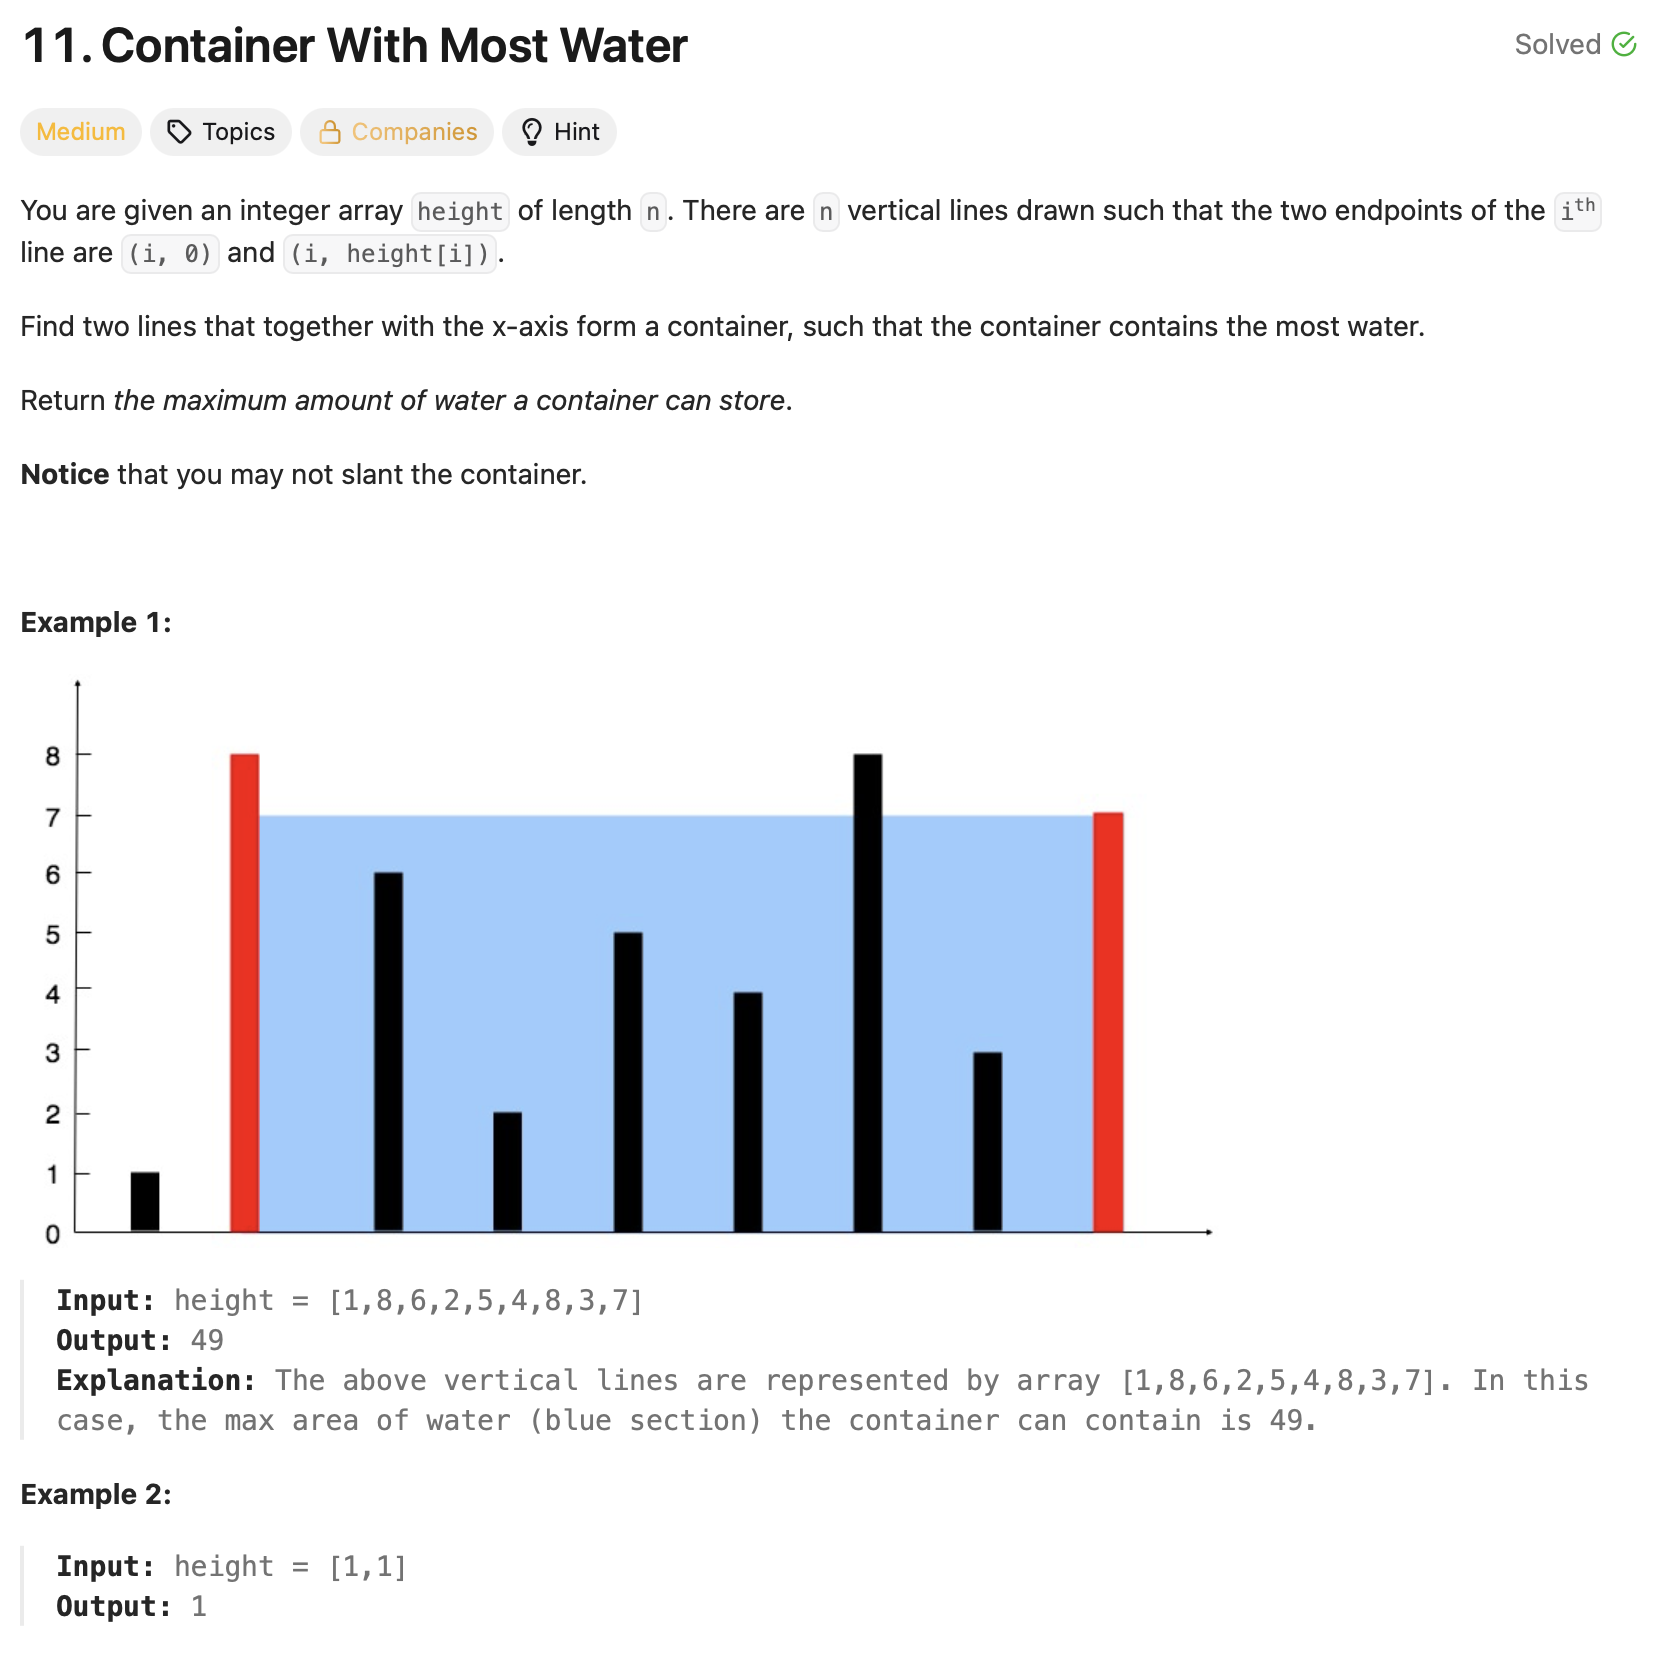 11. Container With Most Water
Solved
Medium
Topics
Companies
Hint
You are given an integer array height of length n. There are n vertical lines drawn such that the two endpoints of the ith
line are (i, 0) and (i, height[i]).
Find two lines that together with the x-axis form a container, such that the container contains the most water.
Return the maximum amount of water a container can store.
Notice that you may not slant the container.
Example 1:
8
7
6
5
4
3
2
1
0
Input: height = [1,8,6,2,5,4,8,3,7]
Output: 49
Explanation: The above vertical lines are represented by array [1,8,6,2,5,4,8,3,7]. In this
case, the max area of water (blue section) the container can contain is 49.
Example 2:
Input: height = [1,1]
Output: 1